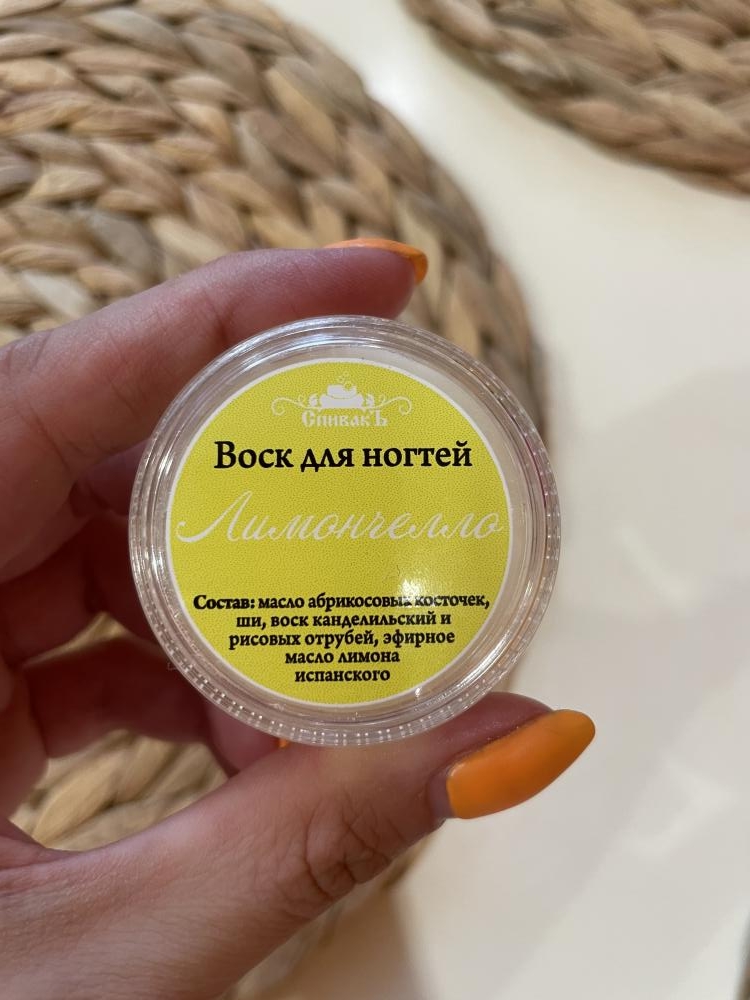 СпивакЪ
Воск для ногтей
Лимончелло
Состав: масло абрикосовых косточек,
ши, воск канделильский и
рисовых отрубей, эфирное
масло лимона
испанского